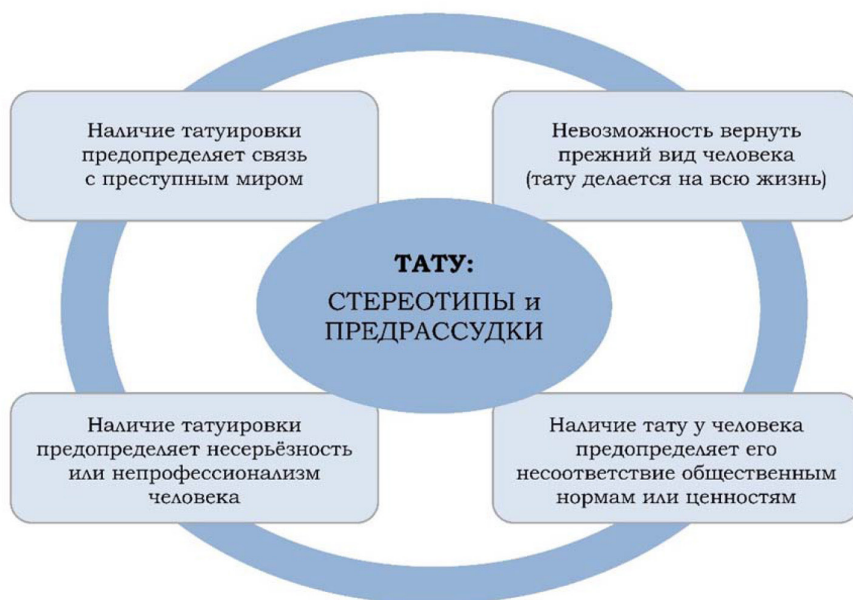 Наличие татуировки
предопределяет связь
с преступным миром
Невозможность вернуть
прежний вид человека
(тату делается на всю жизнь)
ТАТУ:
СТЕРЕОТИПЫ и
ПРЕДРАССУДКИ
Наличие татуировки
предопределяет несерьёзность
или непрофессионализм
человека
Наличие тату у человека
предопределяет его
несоответствие общественным
нормам или ценностям